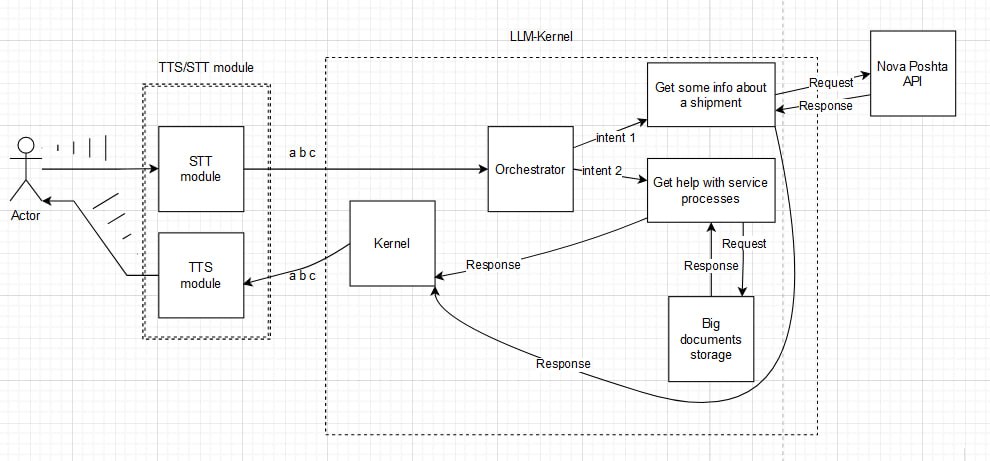 LLM-Kernel
TTS/STT module
Get some info about
a shipment
Request
Response
Nova Poshta
API
a b c
STT
module
intent 1
Orchestrator
intent 2
Get help with service
processes
Actor
Kernel
Request
Response
Response
a b c
TTS
module
Big
documents
storage
Response